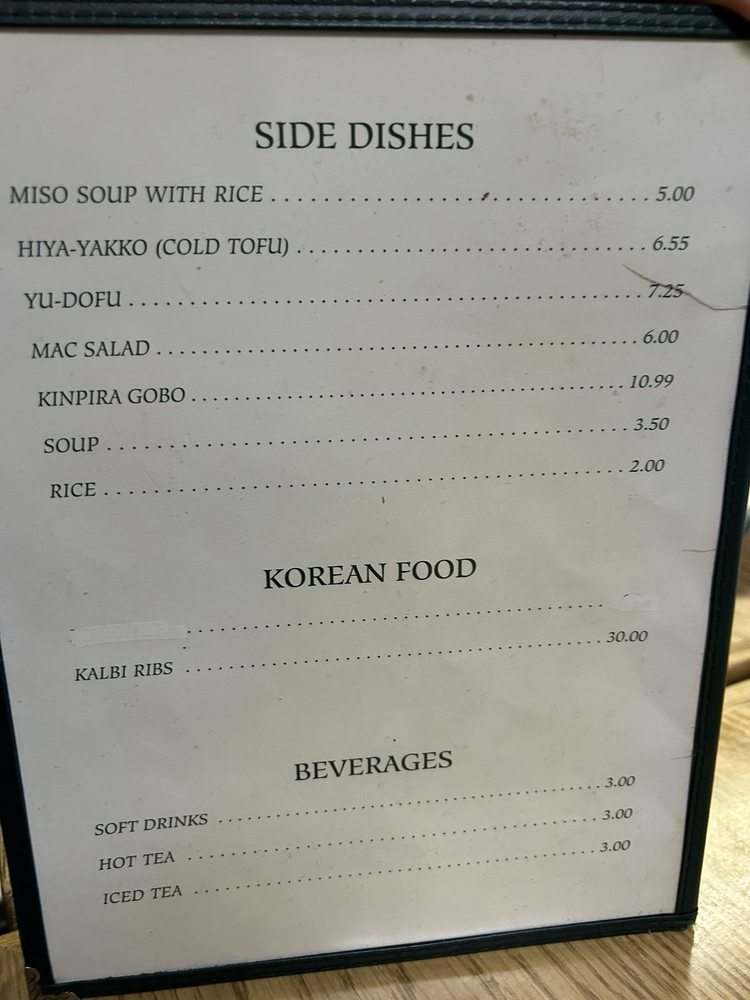 SIDE DISHES
MISO SOUP WITH RICE . . . . . . . . . . . . . . . . . . . . . . . . . . . . . 5.00
HIYA-YAKKO (COLD TOFU) . . . . . . . . . . . . . . . . . . . . . . . . . . . 6.55
YU-DOFU . . . . . . . . . . . . . . . . . . . . . . . . . . . . . . . . . . . . . . . 7.25
MAC SALAD . . . . . . . . . . . . . . . . . . . . . . . . . . . . . . . . . . . . . 6.00
KINPIRA GOBO . . . . . . . . . . . . . . . . . . . . . . . . . . . . . . . . . . 10.99
SOUP . . . . . . . . . . . . . . . . . . . . . . . . . . . . . . . . . . . . . . . . . 3.50
RICE . . . . . . . . . . . . . . . . . . . . . . . . . . . . . . . . . . . . . . . . . 2.00
KOREAN FOOD
. . . . . . . . . . . . . . . . . . . . . . . . . . . . . . . . . . . .
KALBI RIBS . . . . . . . . . . . . . . . . . . . . . . . . . . . . . . . . . . . . 30.00
BEVERAGES
SOFT DRINKS . . . . . . . . . . . . . . . . . . . . . . . . . . . . . . . . . . 3.00
HOT TEA . . . . . . . . . . . . . . . . . . . . . . . . . . . . . . . . . . . . . 3.00
ICED TEA . . . . . . . . . . . . . . . . . . . . . . . . . . . . . . . . . . . . . 3.00